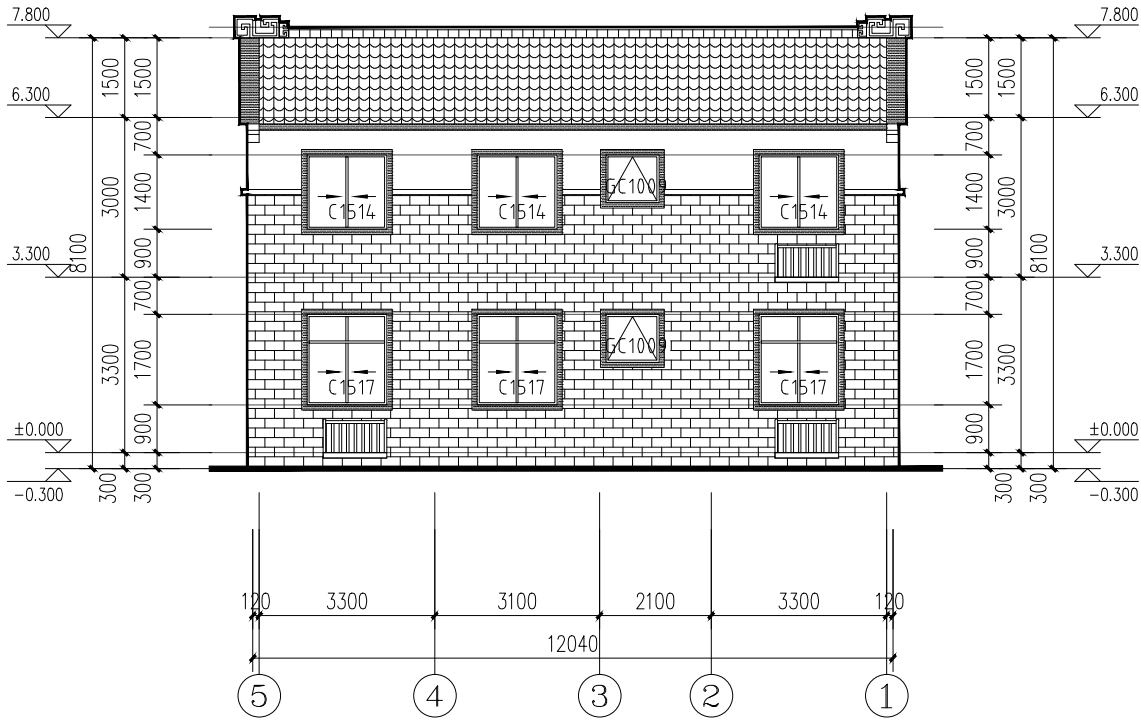 7.800 7.800
1500 1500 1500 1500
6.300 6.300
700 700
C1514 C1514 GC1009 C1514
3000 1400 1400 3000
8100 900 900 8100
3.300 3.300
700 700
GC1009
3300 1700 1700 3300
C1517 C1517 C1517
±0.000 900 900 ±0.000
-0.300 300 300 300 300 -0.300
120 3300 3100 2100 3300 120
12040
5 4 3 2 1